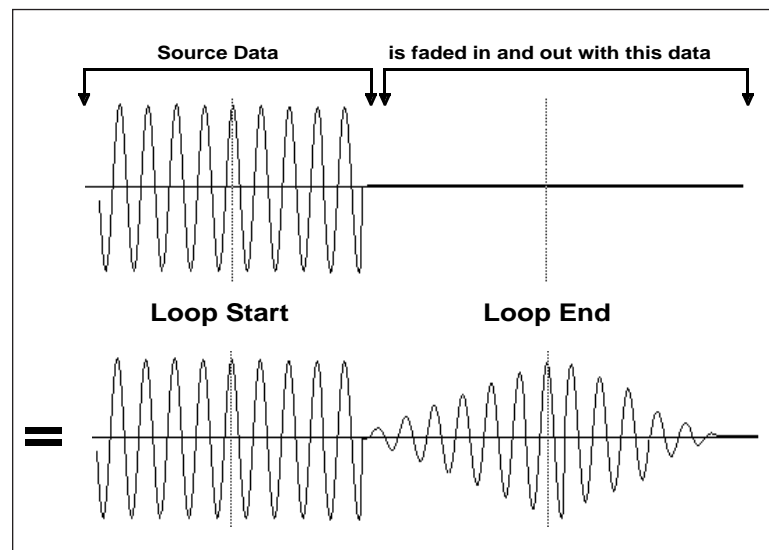 Source Data
is faded in and out with this data
Loop Start
Loop End
=